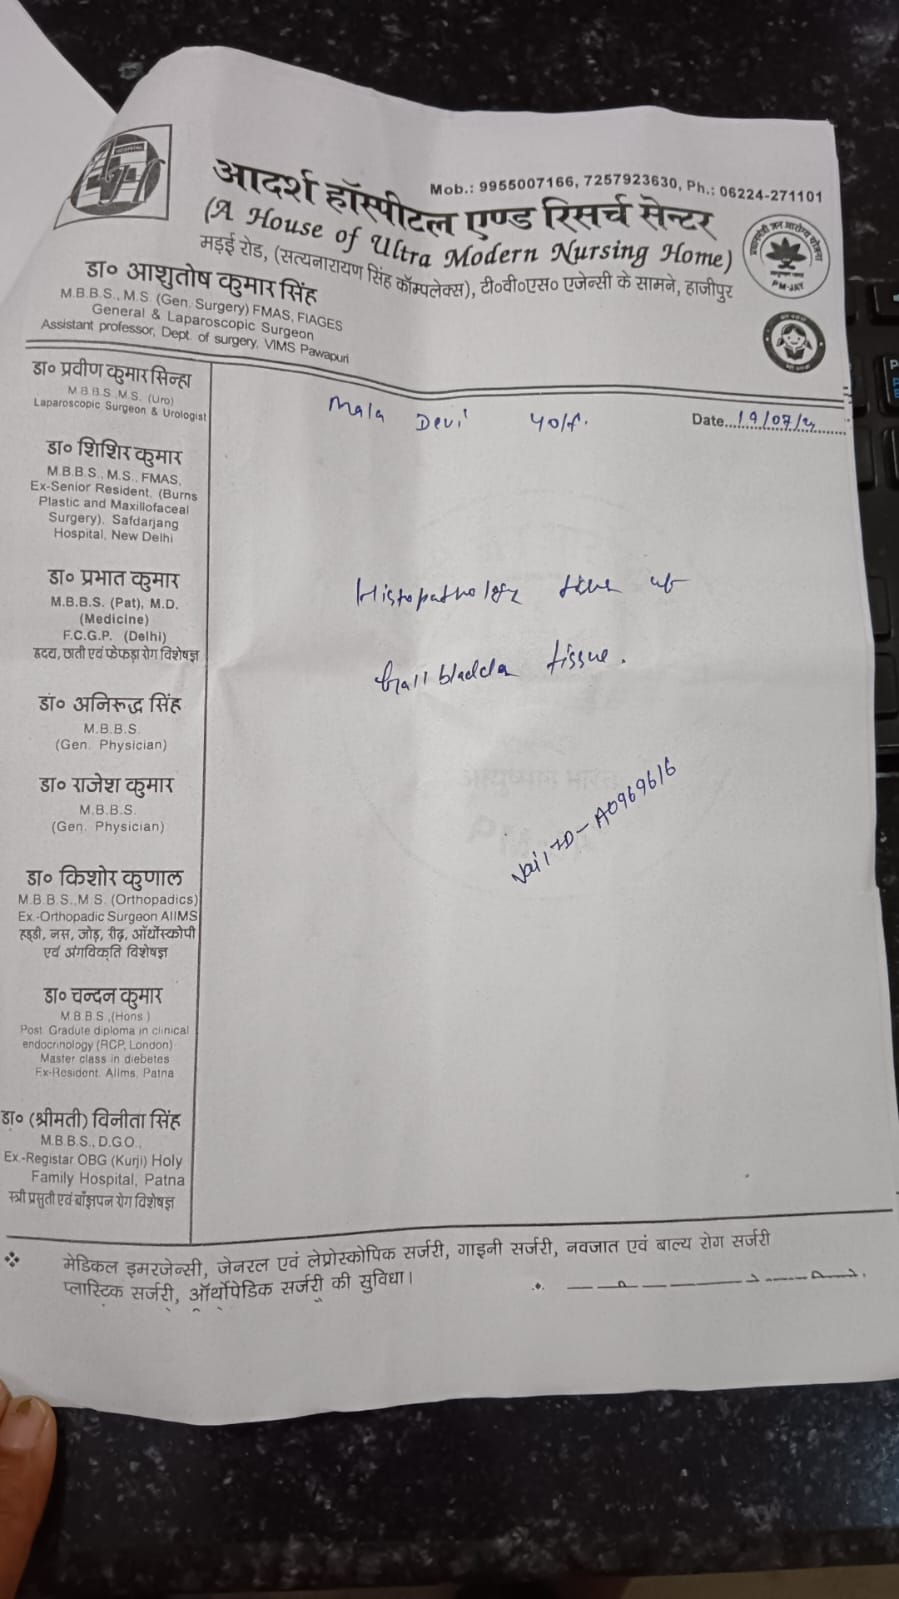 Mob.: 9955007166, 7257923630, Ph.: 06224-271101
आदर्श हॉस्पीटल एण्ड रिसर्च सेन्टर
(A House of Ultra Modern Nursing Home)
मड़ई रोड, (सत्यनारायण सिंह कॉम्पलेक्स), टी०वी०एस० एजेन्सी के सामने, हाजीपुर
PM-JAY
डा० आशुतोष कुमार सिंह
M.B.B.S., M.S. (Gen. Surgery) FMAS, FIAGES
General & Laparoscopic Surgeon
Assistant professor, Dept. of surgery, VIMS Pawapuri
Mala Devi 40/f.
Date...19/07/
Histopathology of
Gall bladder tissue.
Vail ID - A0969616
डा० प्रवीण कुमार सिन्हा
M.B.B.S.,M.S. (Uro)
Laparoscopic Surgeon & Urologist
डा० शिशिर कुमार
M.B.B.S., M.S., FMAS,
Ex-Senior Resident, (Burns
Plastic and Maxillofaceal
Surgery), Safdarjang
Hospital, New Delhi
डा० प्रभात कुमार
M.B.B.S. (Pat), M.D.
(Medicine)
F.C.G.P. (Delhi)
हृदय, छाती एवं फेफड़ा रोग विशेषज्ञ
डां० अनिरूद्ध सिंह
M.B.B.S.
(Gen. Physician)
डा० राजेश कुमार
M.B.B.S.
(Gen. Physician)
डा० किशोर कुणाल
M.B.B.S.,M.S. (Orthopadics)
Ex.-Orthopadic Surgeon AIIMS
हड्डी, नस, जोड़, रीढ़, ऑर्थोस्कोपी
एवं अंगविकृति विशेषज्ञ
डा० चन्दन कुमार
M.B.B.S.,(Hons.)
Post. Gradute diploma in clinical
endocrinology (RCP, London)
Master class in diebetes
Ex-Resident. AIIms, Patna
डा० (श्रीमती) विनीता सिंह
M.B.B.S., D.G.O.,
Ex.-Registar OBG (Kurji) Holy
Family Hospital, Patna
स्त्री प्रसुती एवं बाँझपन रोग विशेषज्ञ
❖ मेडिकल इमरजेन्सी, जेनरल एवं लेप्रोस्कोपिक सर्जरी, गाइनी सर्जरी, नवजात एवं बाल्य रोग सर्जरी
प्लास्टिक सर्जरी, ऑर्थोपेडिक सर्जरी की सुविधा।